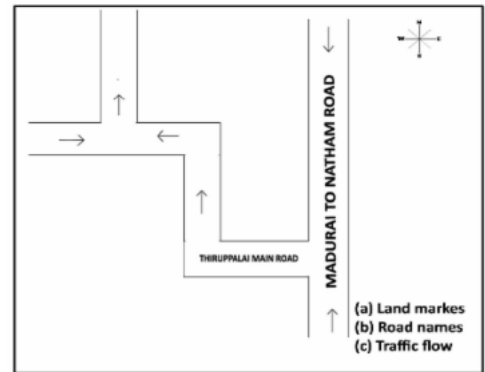 N
W E
S
MADURAI TO NATHAM ROAD
THIRUPPALAI MAIN ROAD
(a) Land markes
(b) Road names
(c) Traffic flow